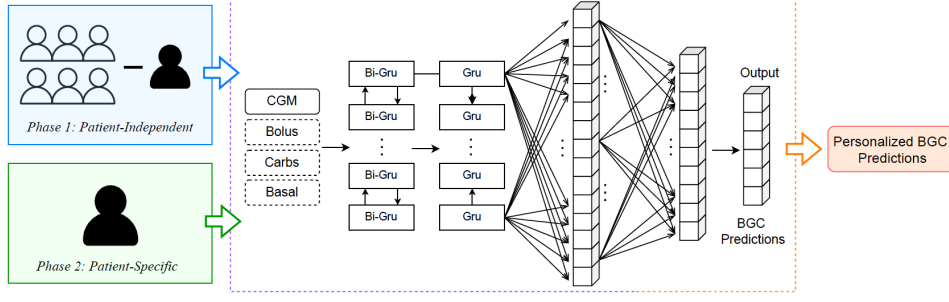 Phase 1: Patient-Independent
Phase 2: Patient-Specific
CGM
Bolus
Carbs
Basal
Bi-Gru
Bi-Gru
Bi-Gru
Bi-Gru
Gru
Gru
Gru
Gru
Output
BGC
Predictions
Personalized BGC
Predictions